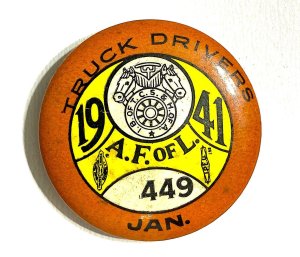 TRUCK DRIVERS
19 41
A. F. OF L.
449
JAN.